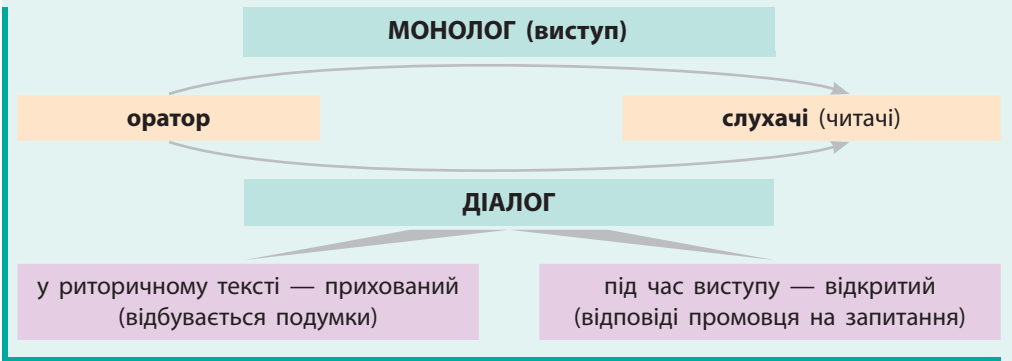 МОНОЛОГ (виступ)
оратор
слухачі (читачі)
ДІАЛОГ
у риторичному тексті — прихований
(відбувається подумки)
під час виступу — відкритий
(відповіді промовця на запитання)